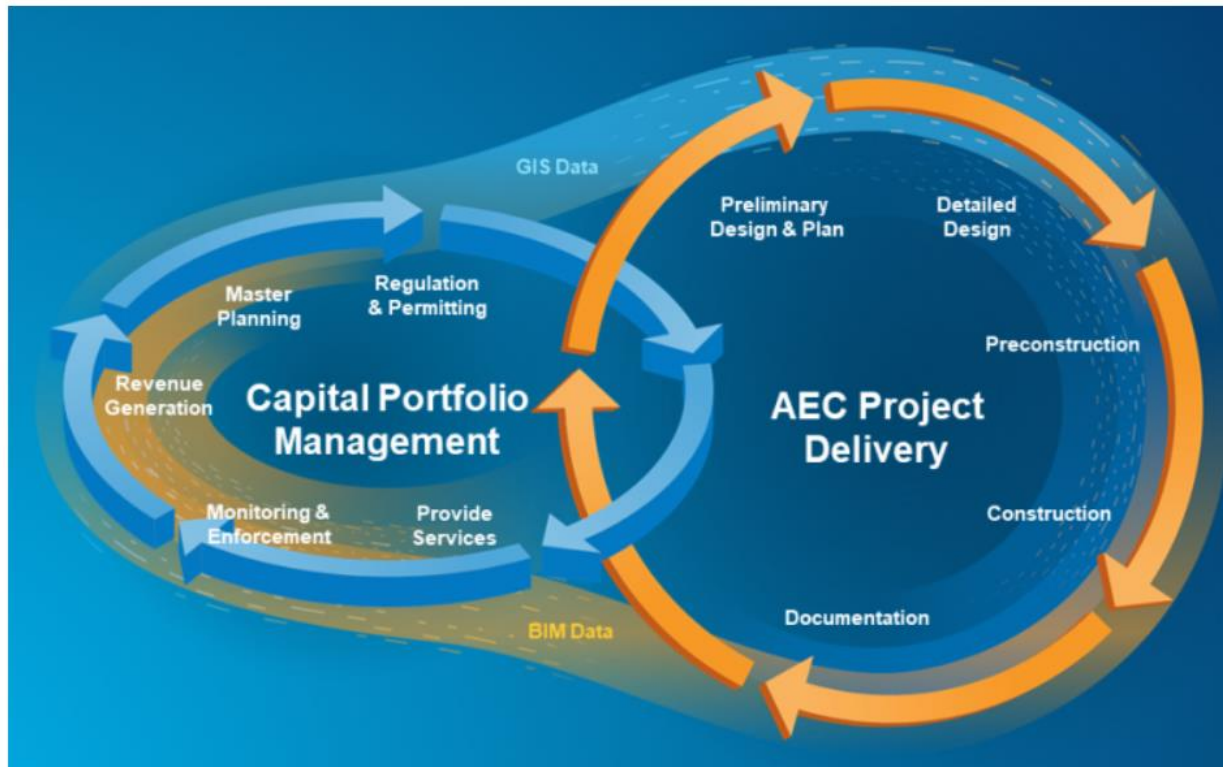 GIS Data
Preliminary
Design & Plan
Detailed
Design
Regulation
& Permitting
Master
Planning
Preconstruction
Revenue
Generation
Capital Portfolio
Management
AEC Project
Delivery
Monitoring &
Enforcement
Provide
Services
Construction
Documentation
BIM Data